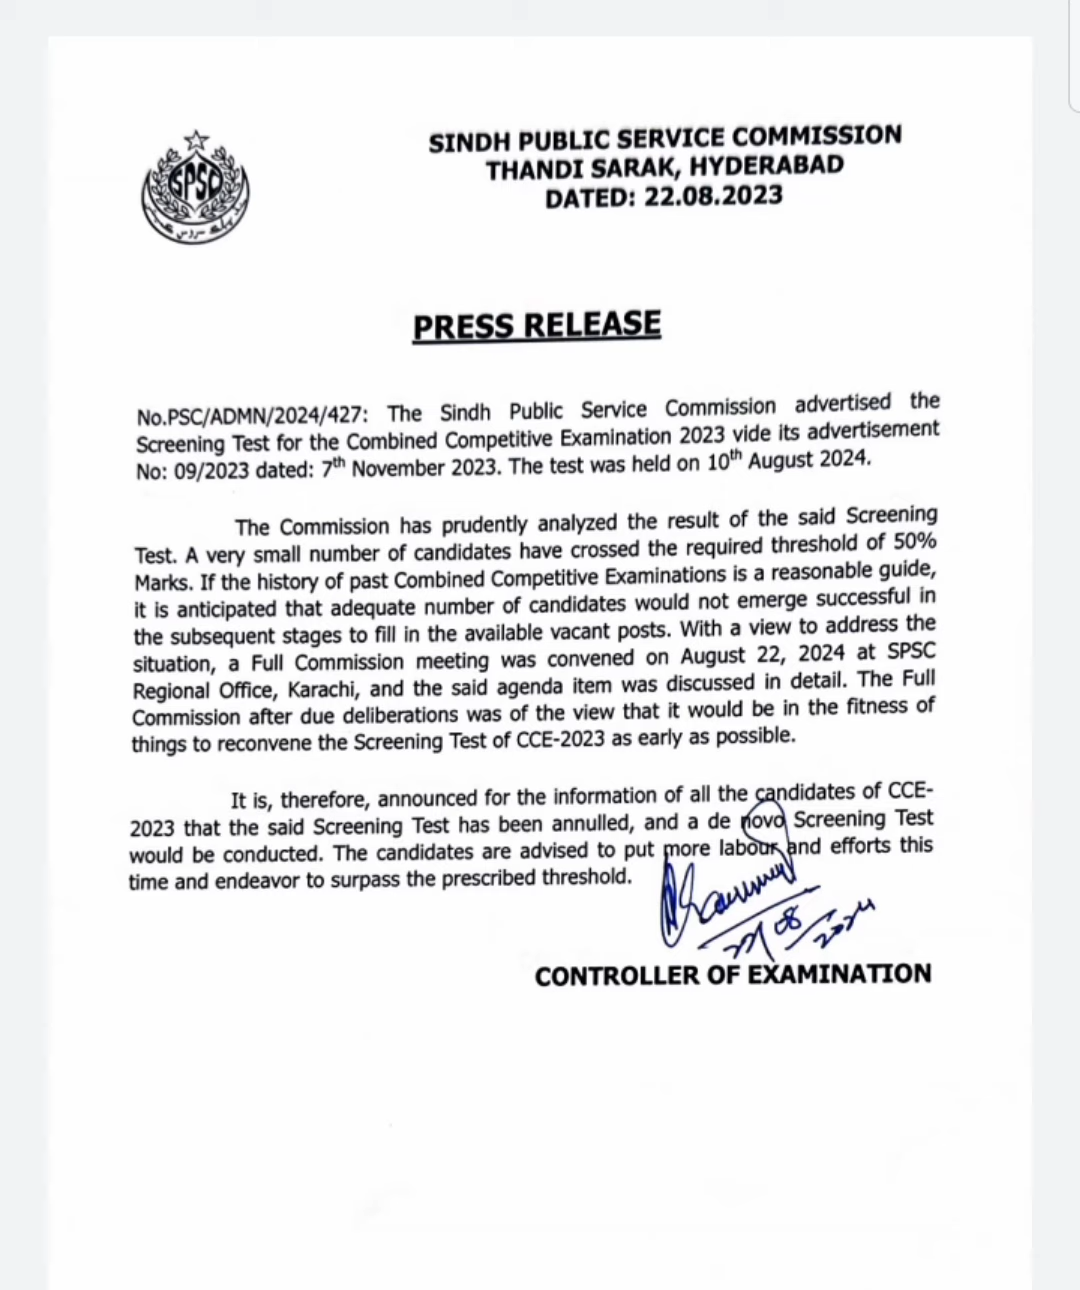 SPSC
SINDH PUBLIC SERVICE COMMISSION
THANDI SARAK, HYDERABAD
DATED: 22.08.2023
PRESS RELEASE
No.PSC/ADMN/2024/427: The Sindh Public Service Commission advertised the
Screening Test for the Combined Competitive Examination 2023 vide its advertisement
No: 09/2023 dated: 7th November 2023. The test was held on 10th August 2024.
The Commission has prudently analyzed the result of the said Screening
Test. A very small number of candidates have crossed the required threshold of 50%
Marks. If the history of past Combined Competitive Examinations is a reasonable guide,
it is anticipated that adequate number of candidates would not emerge successful in
the subsequent stages to fill in the available vacant posts. With a view to address the
situation, a Full Commission meeting was convened on August 22, 2024 at SPSC
Regional Office, Karachi, and the said agenda item was discussed in detail. The Full
Commission after due deliberations was of the view that it would be in the fitness of
things to reconvene the Screening Test of CCE-2023 as early as possible.
It is, therefore, announced for the information of all the candidates of CCE-
2023 that the said Screening Test has been annulled, and a de novo Screening Test
would be conducted. The candidates are advised to put more labour and efforts this
time and endeavor to surpass the prescribed threshold.
22/08/2024
CONTROLLER OF EXAMINATION